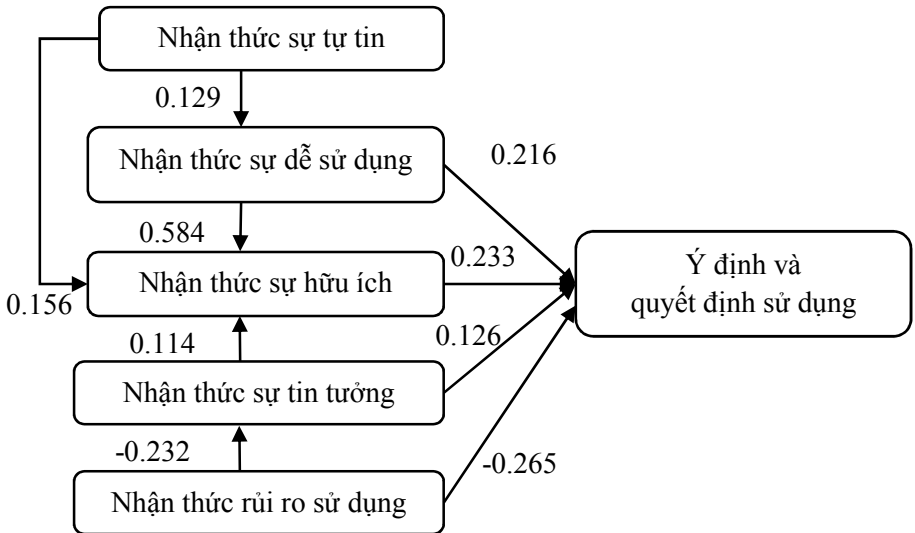 Nhận thức sự tự tin
0.129
Nhận thức sự dễ sử dụng
0.216
0.584
0.233
Nhận thức sự hữu ích
Ý định và
quyết định sử dụng
0.156
0.114
0.126
Nhận thức sự tin tưởng
-0.232
-0.265
Nhận thức rủi ro sử dụng